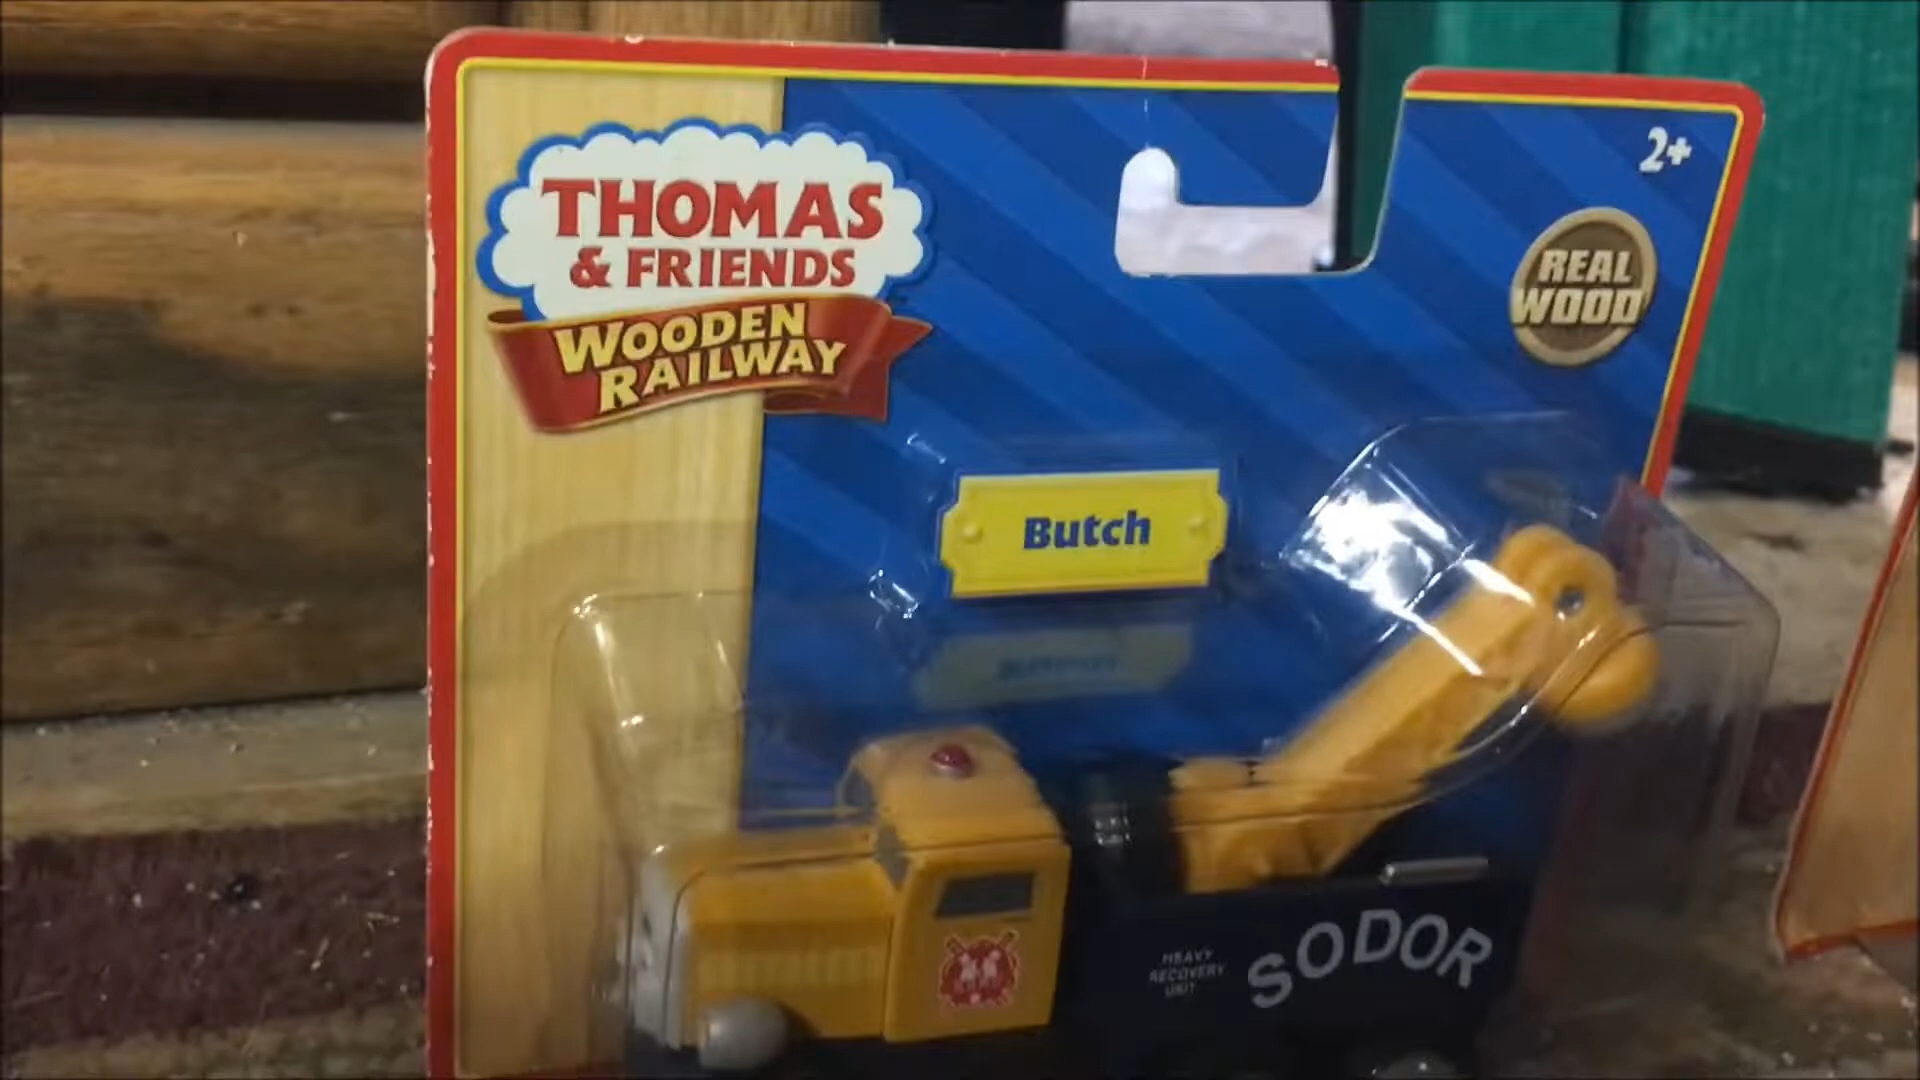 2+
THOMAS
& FRIENDS
WOODEN
RAILWAY
REAL
WOOD
Butch
HEAVY
RECOVERY
UNIT
SODOR